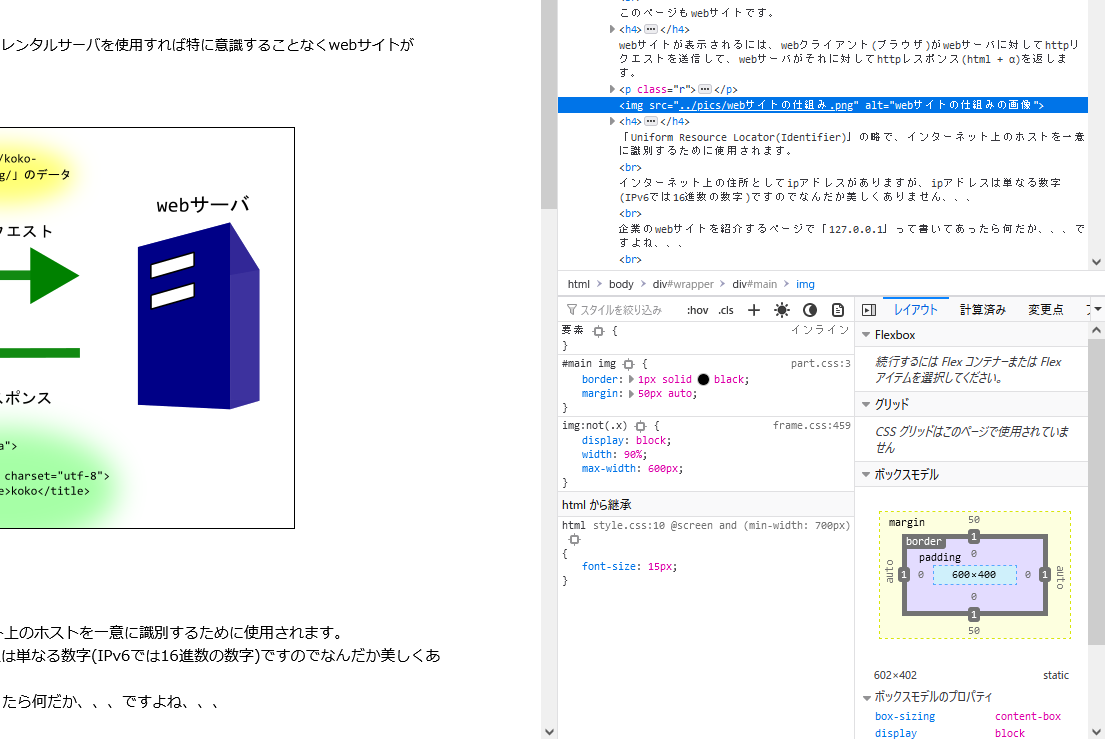 レンタルサーバを使用すれば特に意識することなくwebサイトが
/koko-
g/」のデータ
webサーバ
クエスト
スポンス
a">
charset="utf-8">
e>koko</title>
ト上のホストを一意に識別するために使用されます。
は単なる数字(IPv6では16進数の数字)ですのでなんだか美しくあ
たら何だか、、、ですよね、、、
このページもwebサイトです。
<h4>…</h4>
webサイトが表示されるには、webクライアント(ブラウザ)がwebサーバに対してhttpリ
クエストを送信して、webサーバがそれに対してhttpレスポンス(html + α)を返しま
す。
<p class="r">…</p>
<img src="../pics/webサイトの仕組み.png" alt="webサイトの仕組みの画像">
<h4>…</h4>
「Uniform Resource Locator(Identifier)」の略で、インターネット上のホストを一意
に識別するために使用されます。
<br>
インターネット上の住所としてipアドレスがありますが、ipアドレスは単なる数字
(IPv6では16進数の数字)ですのでなんだか美しくありません、、、
<br>
企業のwebサイトを紹介するページで「127.0.0.1」って書いてあったら何だか、、、で
すよね、、、
<br>
html > body > div#wrapper > div#main > img
スタイルを絞り込み :hov .cls +
要素 { インライン
}
#main img { part.css:3
border: 1px solid black;
margin: 50px auto;
}
img:not(.x) { frame.css:459
display: block;
width: 90%;
max-width: 600px;
}
html から継承
html style.css:10 @screen and (min-width: 700px)
{
font-size: 15px;
}
レイアウト 計算済み 変更点
Flexbox
続行するには Flex コンテナーまたは Flex
アイテムを選択してください。
グリッド
CSS グリッドはこのページで使用されていま
せん
ボックスモデル
margin 50
border 1
padding 0
auto 1 0 600×400 0 1 auto
0
1
50
602×402 static
ボックスモデルのプロパティ
box-sizing content-box
display block